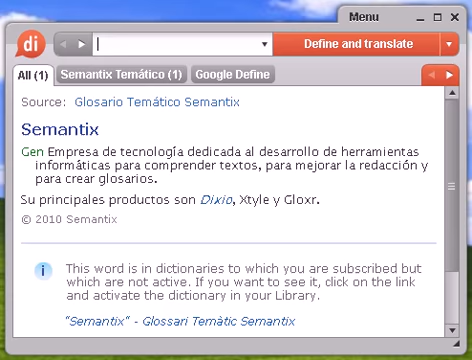 Menu
di
Define and translate
All (1) Semantix Temático (1) Google Define
Source: Glosario Temático Semantix
Semantix
Gen Empresa de tecnología dedicada al desarrollo de herramientas
informáticas para comprender textos, para mejorar la redacción y
para crear glosarios.
Su principales productos son Dixio, Xtyle y Gloxr.
© 2010 Semantix
i
This word is in dictionaries to which you are subscribed but
which are not active. If you want to see it, click on the link
and activate the dictionary in your Library.
"Semantix" - Glossari Temàtic Semantix